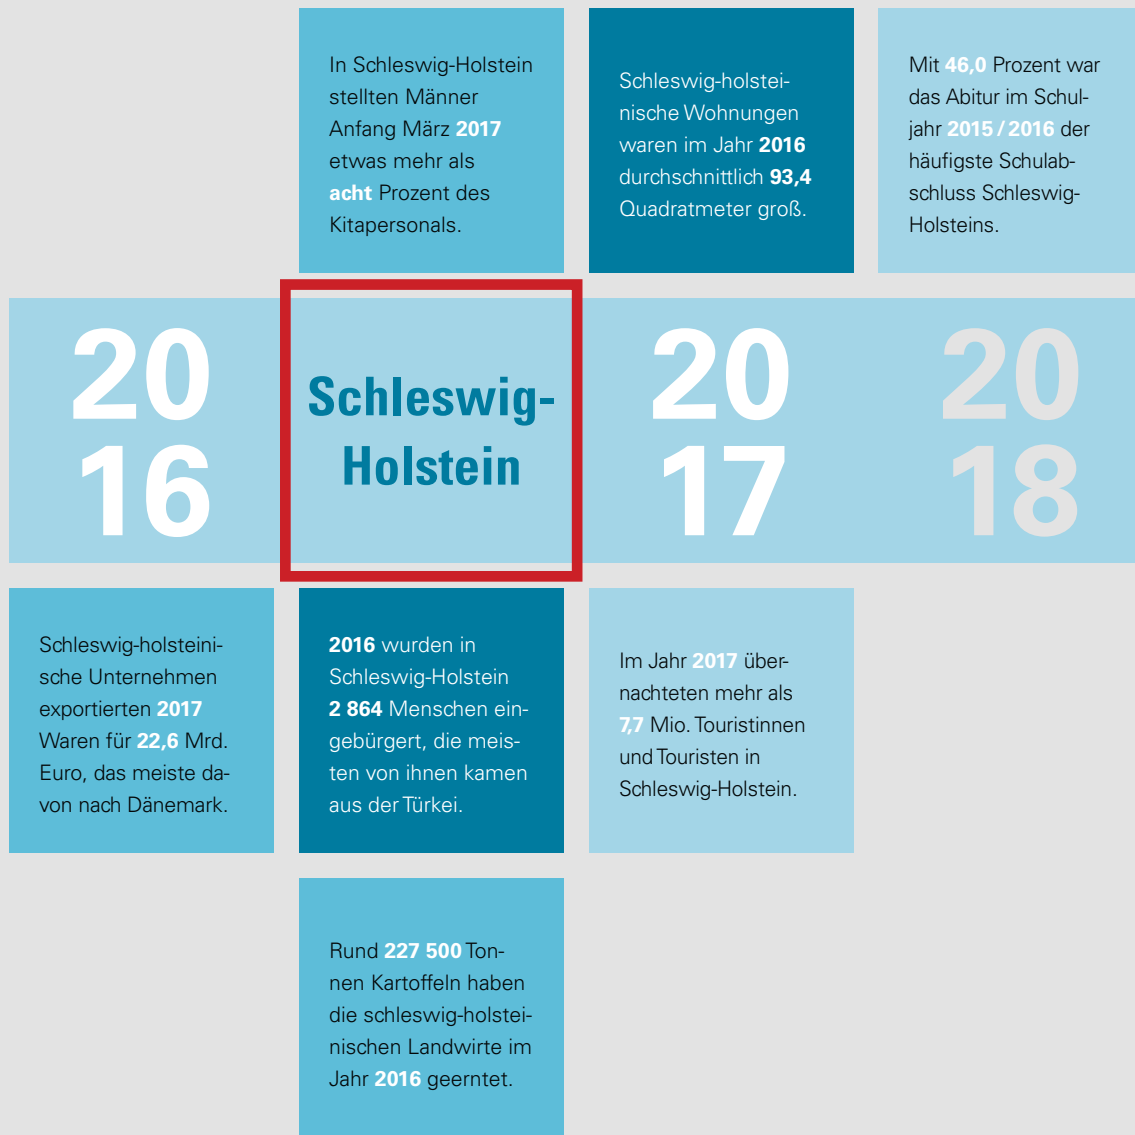 In Schleswig-Holstein
stellten Männer
Anfang März 2017
etwas mehr als
acht Prozent des
Kitapersonals.
Schleswig-holstei-
nische Wohnungen
waren im Jahr 2016
durchschnittlich 93,4
Quadratmeter groß.
Mit 46,0 Prozent war
das Abitur im Schul-
jahr 2015 / 2016 der
häufigste Schulab-
schluss Schleswig-
Holsteins.
20
16
Schleswig-
Holstein
20
17
20
18
Schleswig-holsteini-
sche Unternehmen
exportierten 2017
Waren für 22,6 Mrd.
Euro, das meiste da-
von nach Dänemark.
2016 wurden in
Schleswig-Holstein
2 864 Menschen ein-
gebürgert, die meis-
ten von ihnen kamen
aus der Türkei.
Im Jahr 2017 über-
nachteten mehr als
7,7 Mio. Touristinnen
und Touristen in
Schleswig-Holstein.
Rund 227 500 Ton-
nen Kartoffeln haben
die schleswig-holstei-
nischen Landwirte im
Jahr 2016 geerntet.